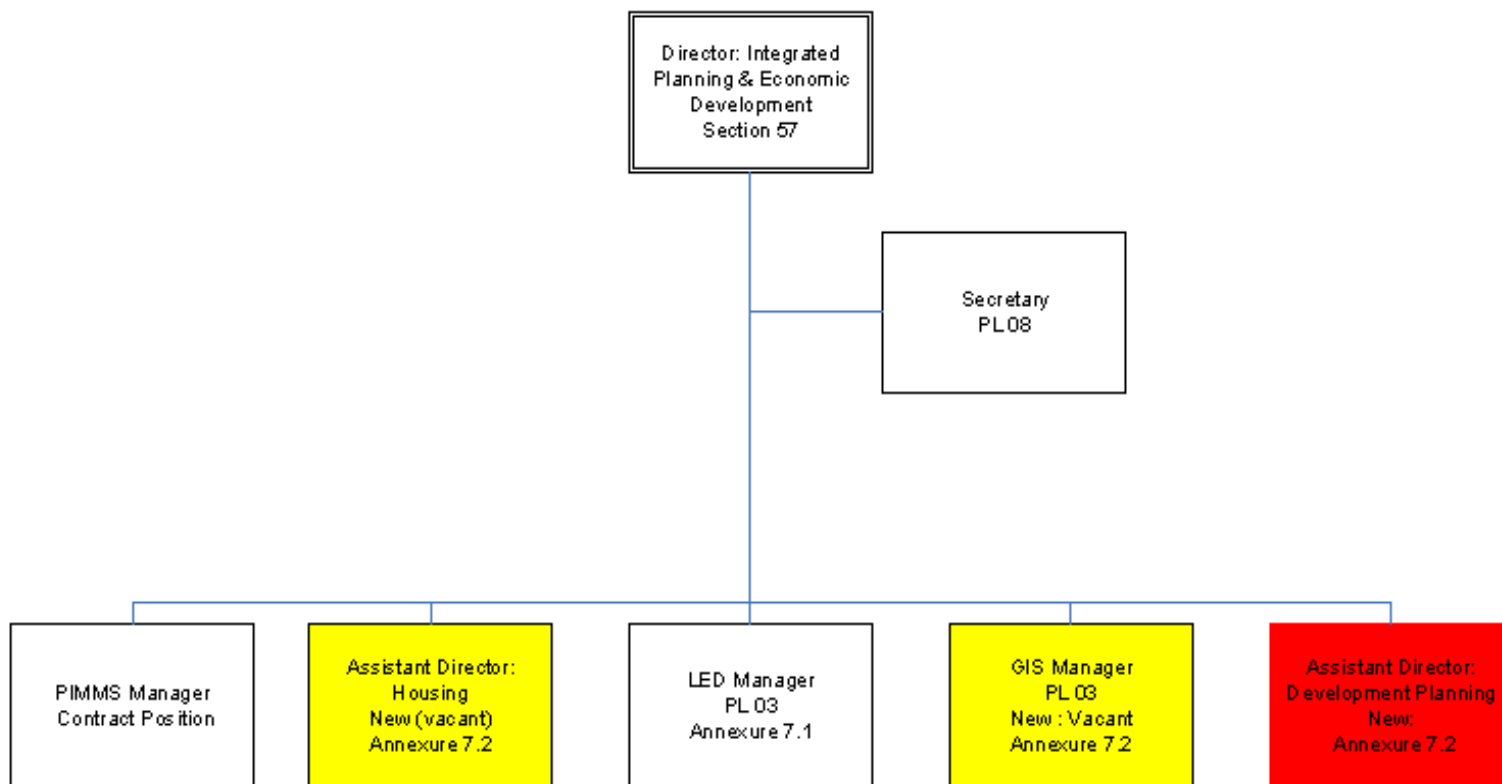 Director: Integrated
Planning & Economic
Development
Section 57
Secretary
PL 08
PIMMS Manager
Contract Position
Assistant Director:
Housing
New (vacant)
Annexure 7.2
LED Manager
PL 03
Annexure 7.1
GIS Manager
PL 03
New : Vacant
Annexure 7.2
Assistant Director:
Development Planning
New:
Annexure 7.2